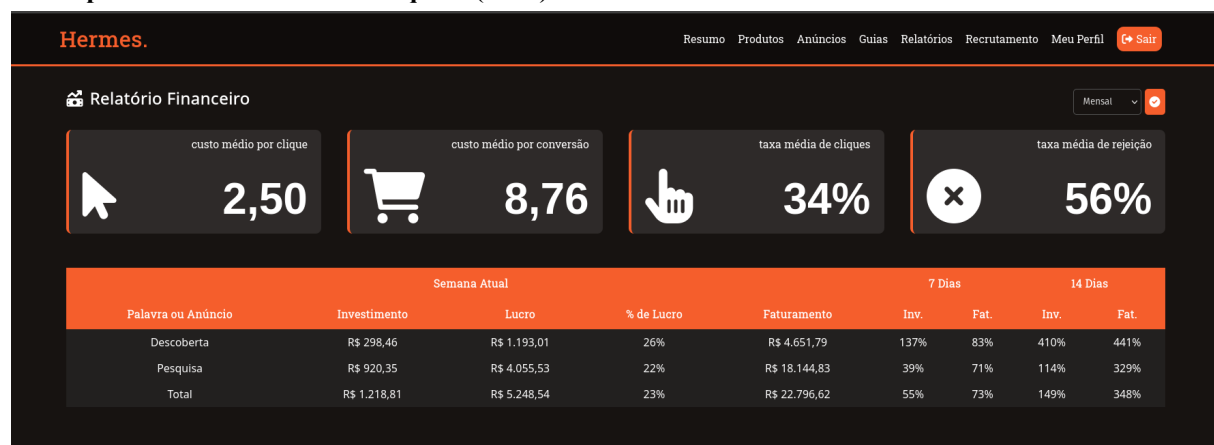 Hermes.
Resumo Produtos Anúncios Guias Relatórios Recrutamento Meu Perfil Sair
Relatório Financeiro
Mensal
custo médio por clique
2,50
custo médio por conversão
8,76
taxa média de cliques
34%
taxa média de rejeição
56%
Semana Atual 7 Dias 14 Dias
Palavra ou Anúncio Investimento Lucro % de Lucro Faturamento Inv. Fat. Inv. Fat.
Descoberta R$ 298,46 R$ 1.193,01 26% R$ 4.651,79 137% 83% 410% 441%
Pesquisa R$ 920,35 R$ 4.055,53 22% R$ 18.144,83 39% 71% 114% 329%
Total R$ 1.218,81 R$ 5.248,54 23% R$ 22.796,62 55% 73% 149% 348%